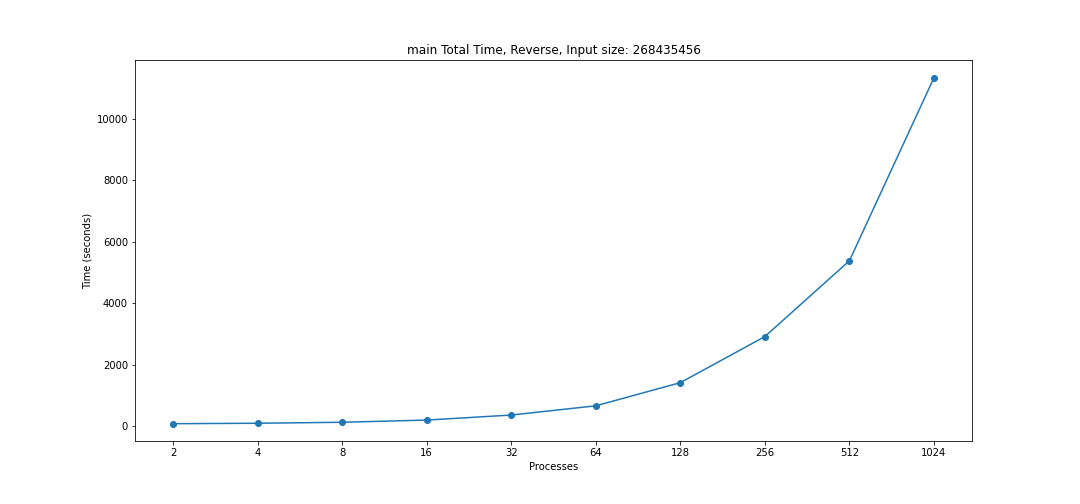 main Total Time, Reverse, Input size: 268435456
10000
8000
6000
4000
2000
0
Time (seconds)
2 4 8 16 32 64 128 256 512 1024
Processes